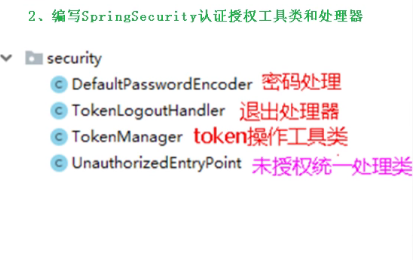 2、编写SpringSecurity认证授权工具类和处理器
security
DefaultPasswordEncoder 密码处理
TokenLogoutHandler 退出处理器
TokenManager token操作工具类
UnauthorizedEntryPoint 未授权统一处理类